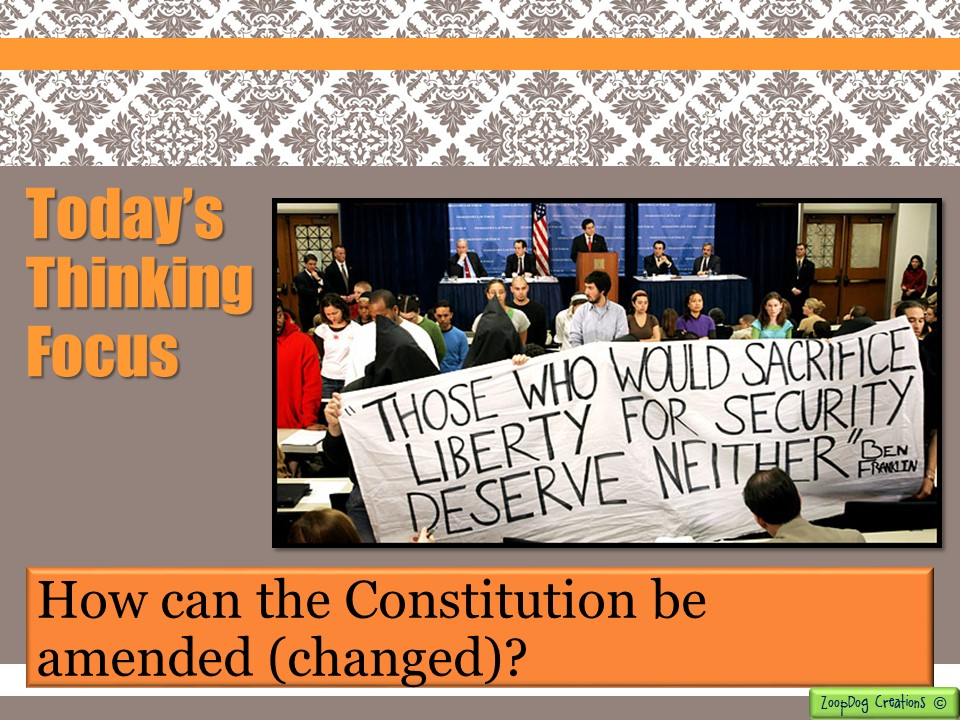 Today's
Thinking
Focus
"THOSE WHO WOULD SACRIFICE
LIBERTY FOR SECURITY
DESERVE NEITHER"
BEN
FRANKLIN
How can the Constitution be
amended (changed)?
ZoopDog Creations ©